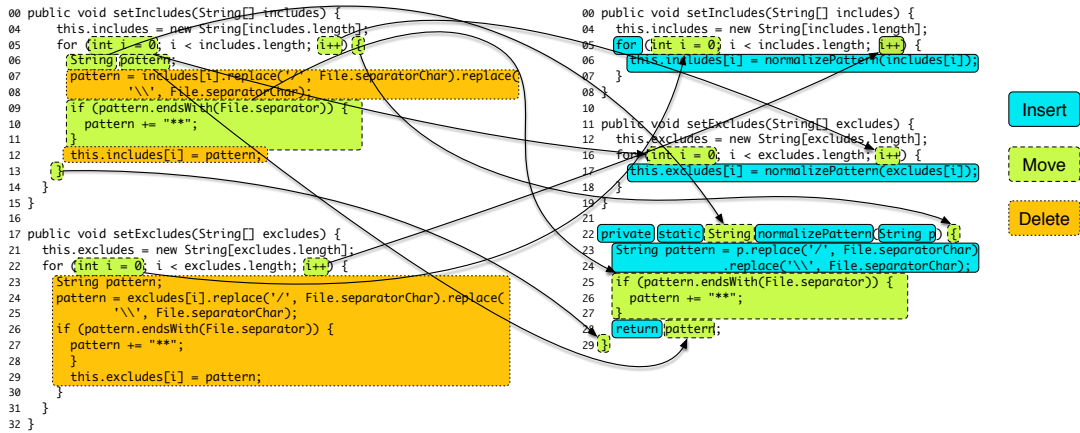 00 public void setIncludes(String[] includes) {
04 this.includes = new String[includes.length];
05 for (int i = 0; i < includes.length; i++) {
06 String pattern;
07 pattern = includes[i].replace('/', File.separatorChar).replace(
08 '\\', File.separatorChar);
09 if (pattern.endsWith(File.separator)) {
10 pattern += "**";
11 }
12 this.includes[i] = pattern;
13 }
14 }
15 }
16
17 public void setExcludes(String[] excludes) {
21 this.excludes = new String[excludes.length];
22 for (int i = 0; i < excludes.length; i++) {
23 String pattern;
24 pattern = excludes[i].replace('/', File.separatorChar).replace(
25 '\\', File.separatorChar);
26 if (pattern.endsWith(File.separator)) {
27 pattern += "**";
28 }
29 this.excludes[i] = pattern;
30 }
31 }
32 }
00 public void setIncludes(String[] includes) {
04 this.includes = new String[includes.length];
05 for (int i = 0; i < includes.length; i++) {
06 this.includes[i] = normalizePattern(includes[i]);
07 }
08 }
10
11 public void setExcludes(String[] excludes) {
12 this.excludes = new String[excludes.length];
16 for (int i = 0; i < excludes.length; i++) {
17 this.excludes[i] = normalizePattern(excludes[i]);
18 }
19 }
21
22 private static String normalizePattern(String p) {
23 String pattern = p.replace('/', File.separatorChar)
24 .replace('\\', File.separatorChar);
25 if (pattern.endsWith(File.separator)) {
26 pattern += "**";
27 }
28 return pattern;
29 }
Insert
Move
Delete